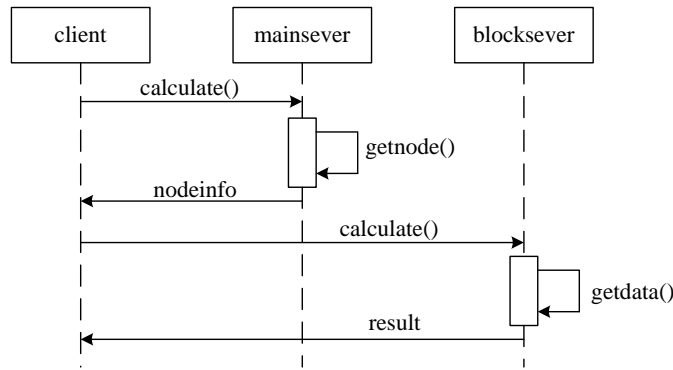 client
mainsever
blocksever
calculate()
getnode()
nodeinfo
calculate()
getdata()
result